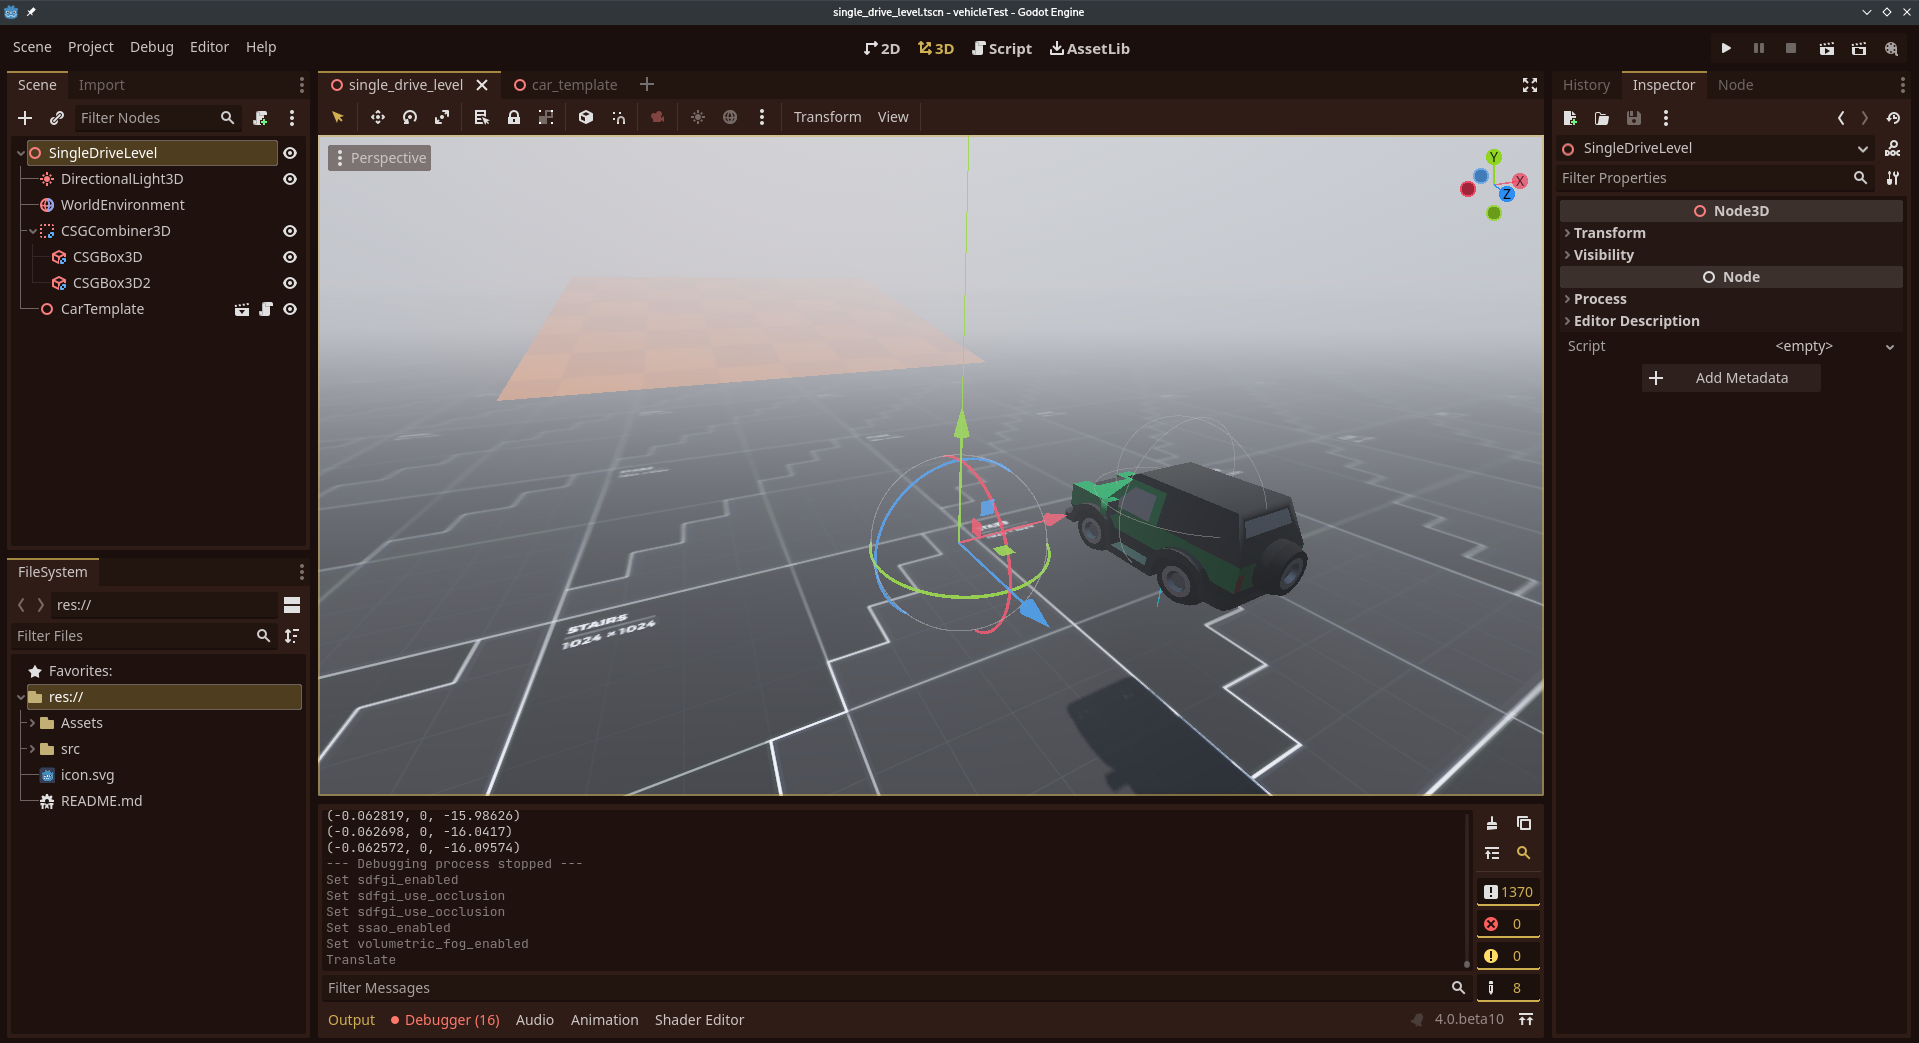 single_drive_level.tscn - vehicleTest - Godot Engine
Scene Project Debug Editor Help
2D 3D Script AssetLib
Scene Import
Filter Nodes
SingleDriveLevel
DirectionalLight3D
WorldEnvironment
CSGCombiner3D
CSGBox3D
CSGBox3D2
CarTemplate
FileSystem
res://
Filter Files
Favorites:
res://
Assets
src
icon.svg
README.md
single_drive_level car_template
Transform View
Perspective
Y
X
Z
STAIRS
1024 × 1024
(-0.062819, 0, -15.98626)
(-0.062698, 0, -16.0417)
(-0.062572, 0, -16.09574)
--- Debugging process stopped ---
Set sdfgi_enabled
Set sdfgi_use_occlusion
Set sdfgi_use_occlusion
Set ssao_enabled
Set volumetric_fog_enabled
Translate
1370
0
0
8
Filter Messages
Output Debugger (16) Audio Animation Shader Editor
4.0.beta10
History Inspector Node
SingleDriveLevel
Filter Properties
Node3D
Transform
Visibility
Node
Process
Editor Description
Script <empty>
Add Metadata